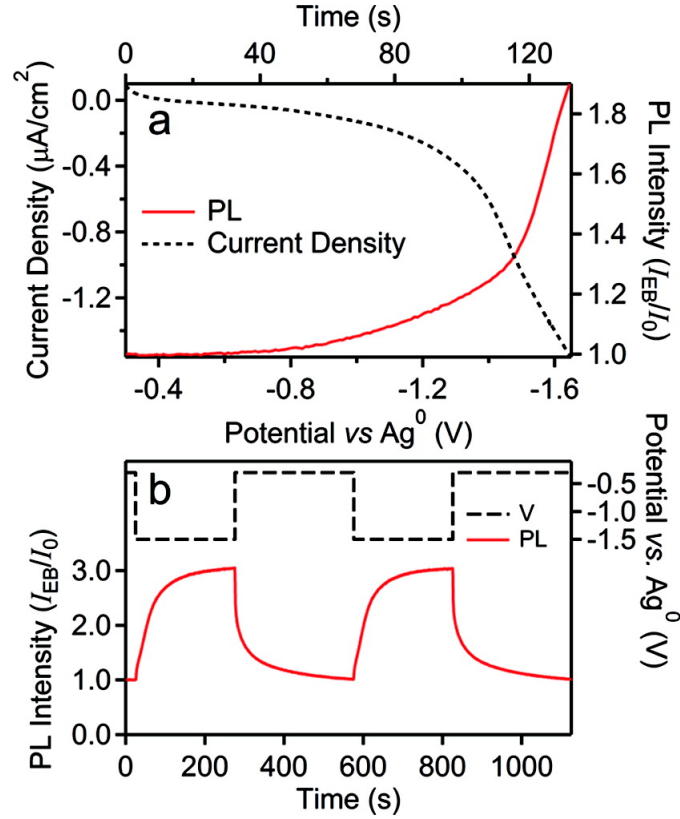 Time (s)
0 40 80 120
a
Current Density (μA/cm²)
0.0
-0.4
-0.8
-1.2
PL
Current Density
PL Intensity (I_EB/I_0)
1.8
1.6
1.4
1.2
1.0
-0.4 -0.8 -1.2 -1.6
Potential vs Ag⁰ (V)
b
V
PL
Potential vs. Ag⁰ (V)
-0.5
-1.0
-1.5
PL Intensity (I_EB/I_0)
3.0
2.0
1.0
0.0
0 200 400 600 800 1000
Time (s)